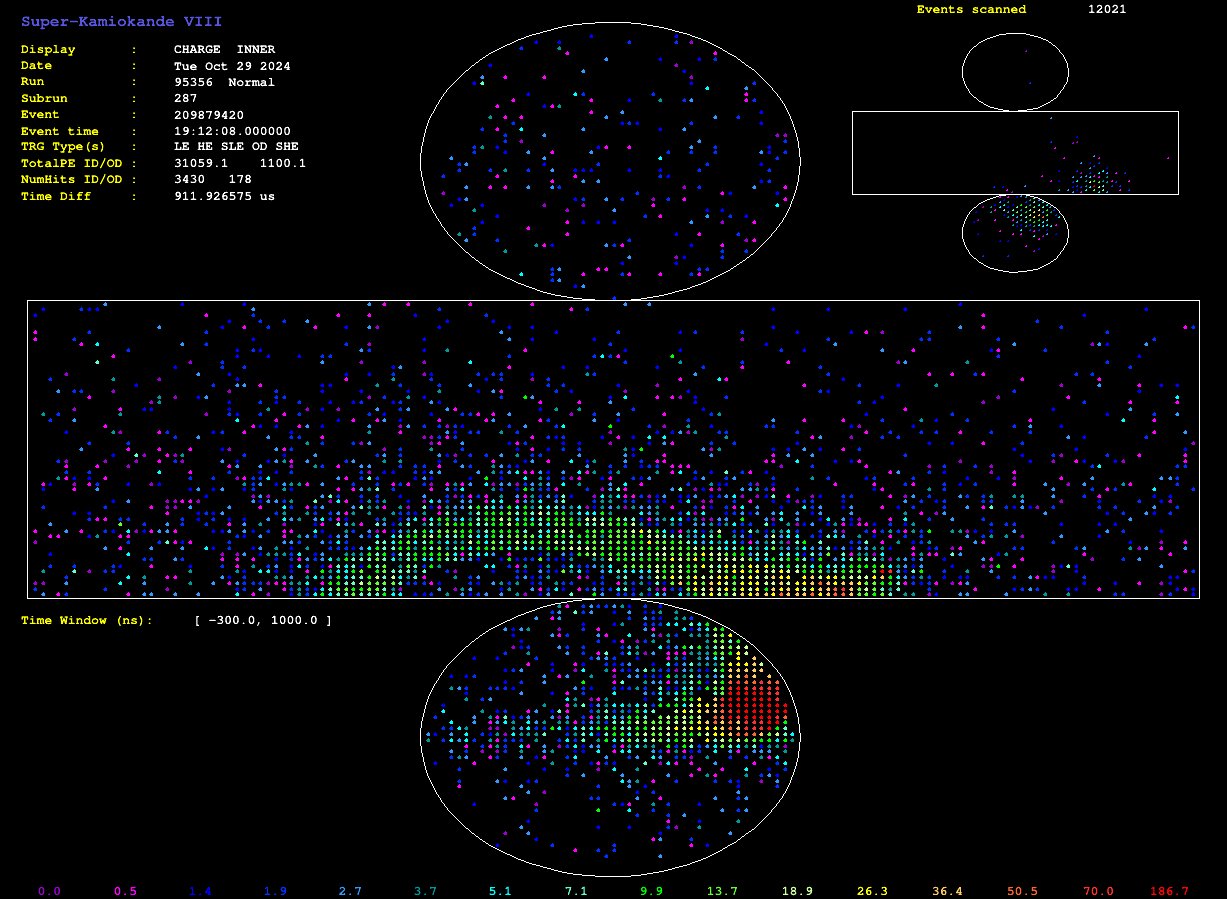 Super-Kamiokande VIII
Events scanned 12021
Display : CHARGE INNER
Date : Tue Oct 29 2024
Run : 95356 Normal
Subrun : 287
Event : 209879420
Event time : 19:12:08.000000
TRG Type(s) : LE HE SLE OD SHE
TotalPE ID/OD : 31059.1 1100.1
NumHits ID/OD : 3430 178
Time Diff : 911.926575 us
Time Window (ns): [ -300.0, 1000.0 ]
0.0 0.5 1.4 1.9 2.7 3.7 5.1 7.1 9.9 13.7 18.9 26.3 36.4 50.5 70.0 186.7